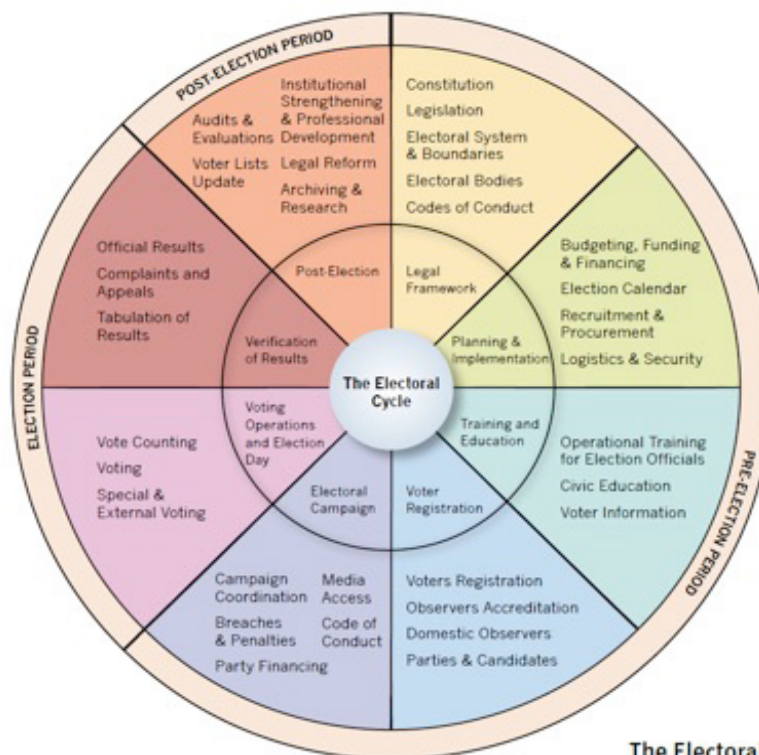 POST-ELECTION PERIOD
ELECTION PERIOD
PRE-ELECTION PERIOD
The Electoral
Cycle
Legal
Framework
Constitution
Legislation
Electoral System
& Boundaries
Electoral Bodies
Codes of Conduct
Planning &
Implementation
Budgeting, Funding
& Financing
Election Calendar
Recruitment &
Procurement
Logistics & Security
Training and
Education
Operational Training
for Election Officials
Civic Education
Voter Information
Voter
Registration
Voters Registration
Observers Accreditation
Domestic Observers
Parties & Candidates
Electoral
Campaign
Campaign
Coordination
Breaches
& Penalties
Party Financing
Media
Access
Code of
Conduct
Voting
Operations
and Election
Day
Vote Counting
Voting
Special &
External Voting
Verification
of Results
Official Results
Complaints and
Appeals
Tabulation of
Results
Post-Election
Audits &
Evaluations
Voter Lists
Update
Institutional
Strengthening
& Professional
Development
Legal Reform
Archiving &
Research
The Electora